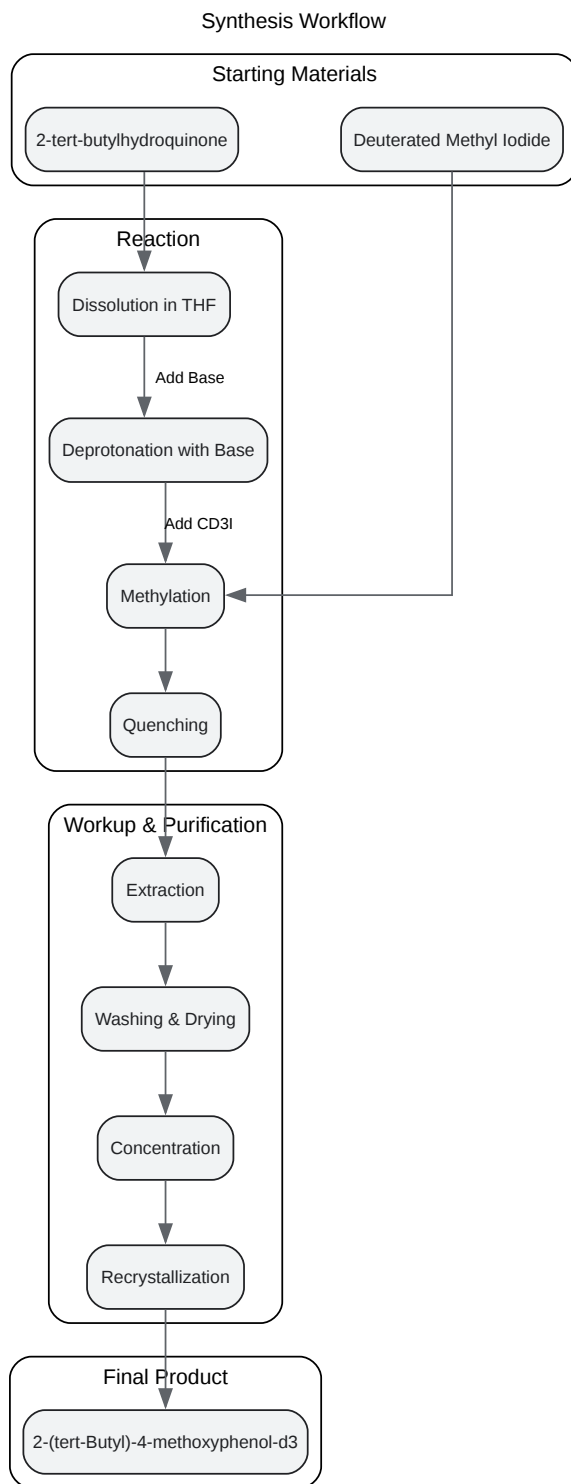 Synthesis Workflow
Starting Materials
2-tert-butylhydroquinone
Deuterated Methyl Iodide
Reaction
Dissolution in THF
Add Base
Deprotonation with Base
Add CD3I
Methylation
Quenching
Workup & Purification
Extraction
Washing & Drying
Concentration
Recrystallization
Final Product
2-(tert-Butyl)-4-methoxyphenol-d3